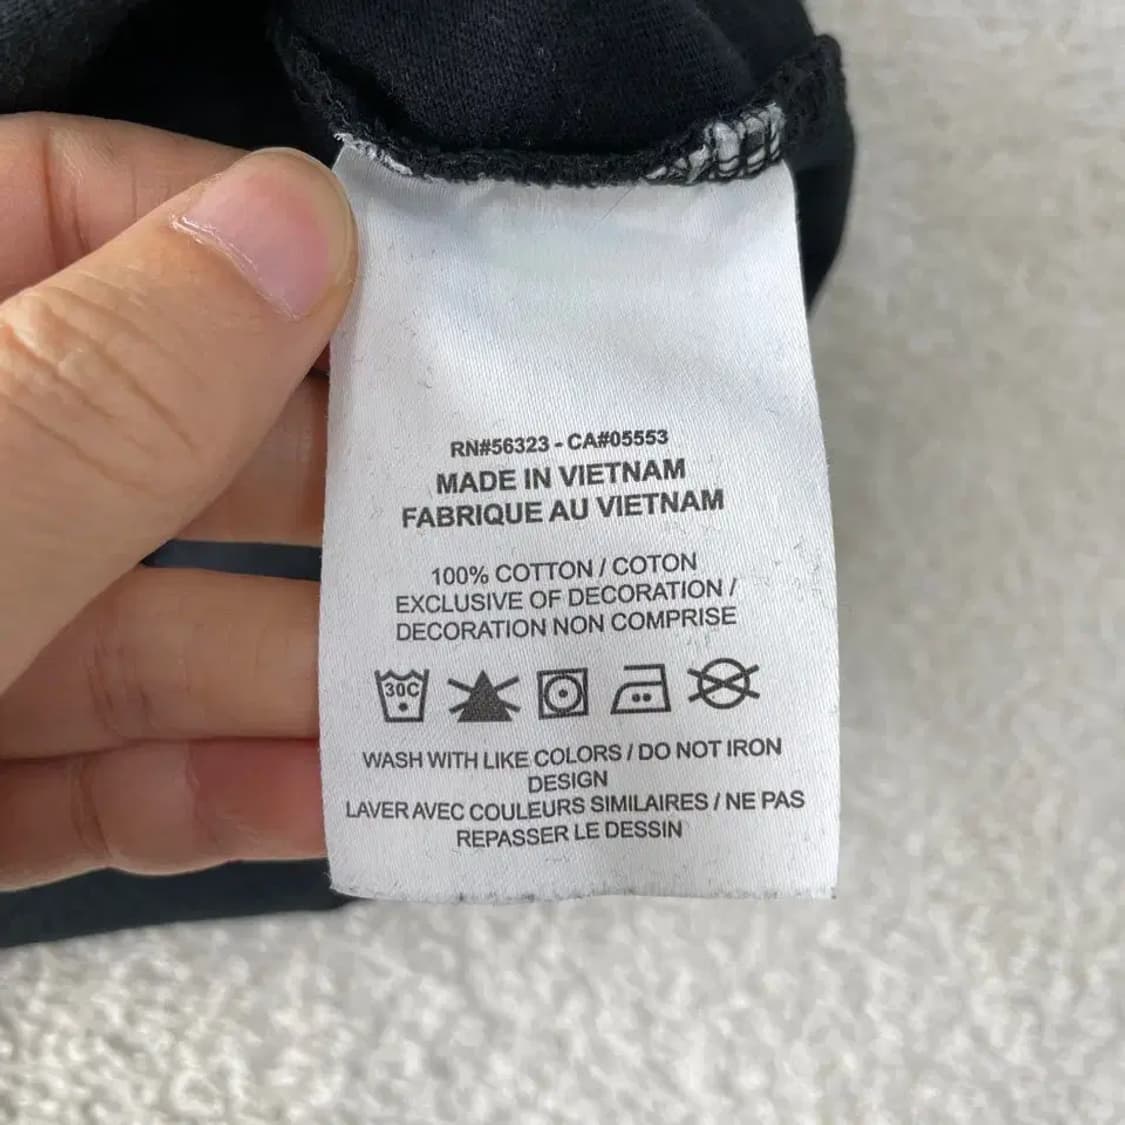 RN#56323 - CA#05553
MADE IN VIETNAM
FABRIQUE AU VIETNAM
100% COTTON / COTON
EXCLUSIVE OF DECORATION /
DECORATION NON COMPRISE
30C
WASH WITH LIKE COLORS / DO NOT IRON
DESIGN
LAVER AVEC COULEURS SIMILAIRES / NE PAS
REPASSER LE DESSIN